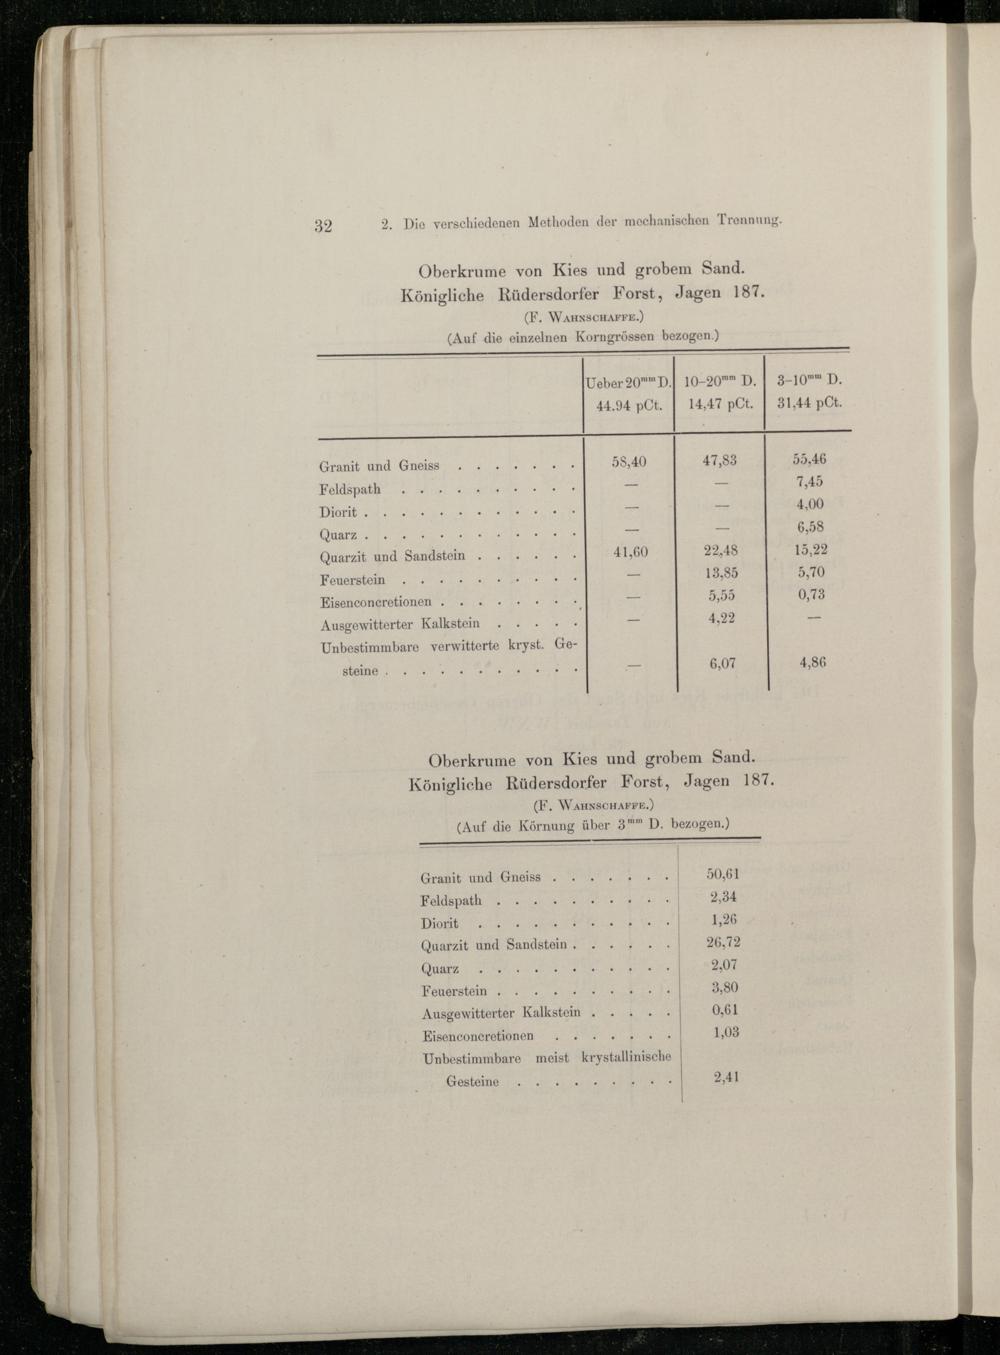 32 2. Die verschiedenen Methoden der mechanischen Trennung.
Oberkrume von Kies und grobem Sand.
Königliche Rüdersdorfer Forst, Jagen 187.
(F. WAHNSCHAFFE.)
(Auf die einzelnen Korngrössen bezogen.)
Ueber 20mm D. 10–20mm D. 3–10mm D.
44.94 pCt. 14,47 pCt. 31,44 pCt.
Granit und Gneiss . . . . . . . 58,40 47,83 55,46
Feldspath . . . . . . . . . . — — 7,45
Diorit . . . . . . . . . . . . — — 4,00
Quarz . . . . . . . . . . . . — — 6,58
Quarzit und Sandstein . . . . . . 41,60 22,48 15,22
Feuerstein . . . . . . . . . . — 13,85 5,70
Eisenconcretionen . . . . . . . . — 5,55 0,73
Ausgewitterter Kalkstein . . . . . — 4,22 —
Unbestimmbare verwitterte kryst. Ge-
steine . . . . . . . . . . . — 6,07 4,86
Oberkrume von Kies und grobem Sand.
Königliche Rüdersdorfer Forst, Jagen 187.
(F. WAHNSCHAFFE.)
(Auf die Körnung über 3mm D. bezogen.)
Granit und Gneiss . . . . . . . 50,61
Feldspath . . . . . . . . . . 2,34
Diorit . . . . . . . . . . . 1,26
Quarzit und Sandstein . . . . . . 26,72
Quarz . . . . . . . . . . . 2,07
Feuerstein . . . . . . . . . . 3,80
Ausgewitterter Kalkstein . . . . . 0,61
Eisenconcretionen . . . . . . . 1,03
Unbestimmbare meist krystallinische
Gesteine . . . . . . . . . 2,41